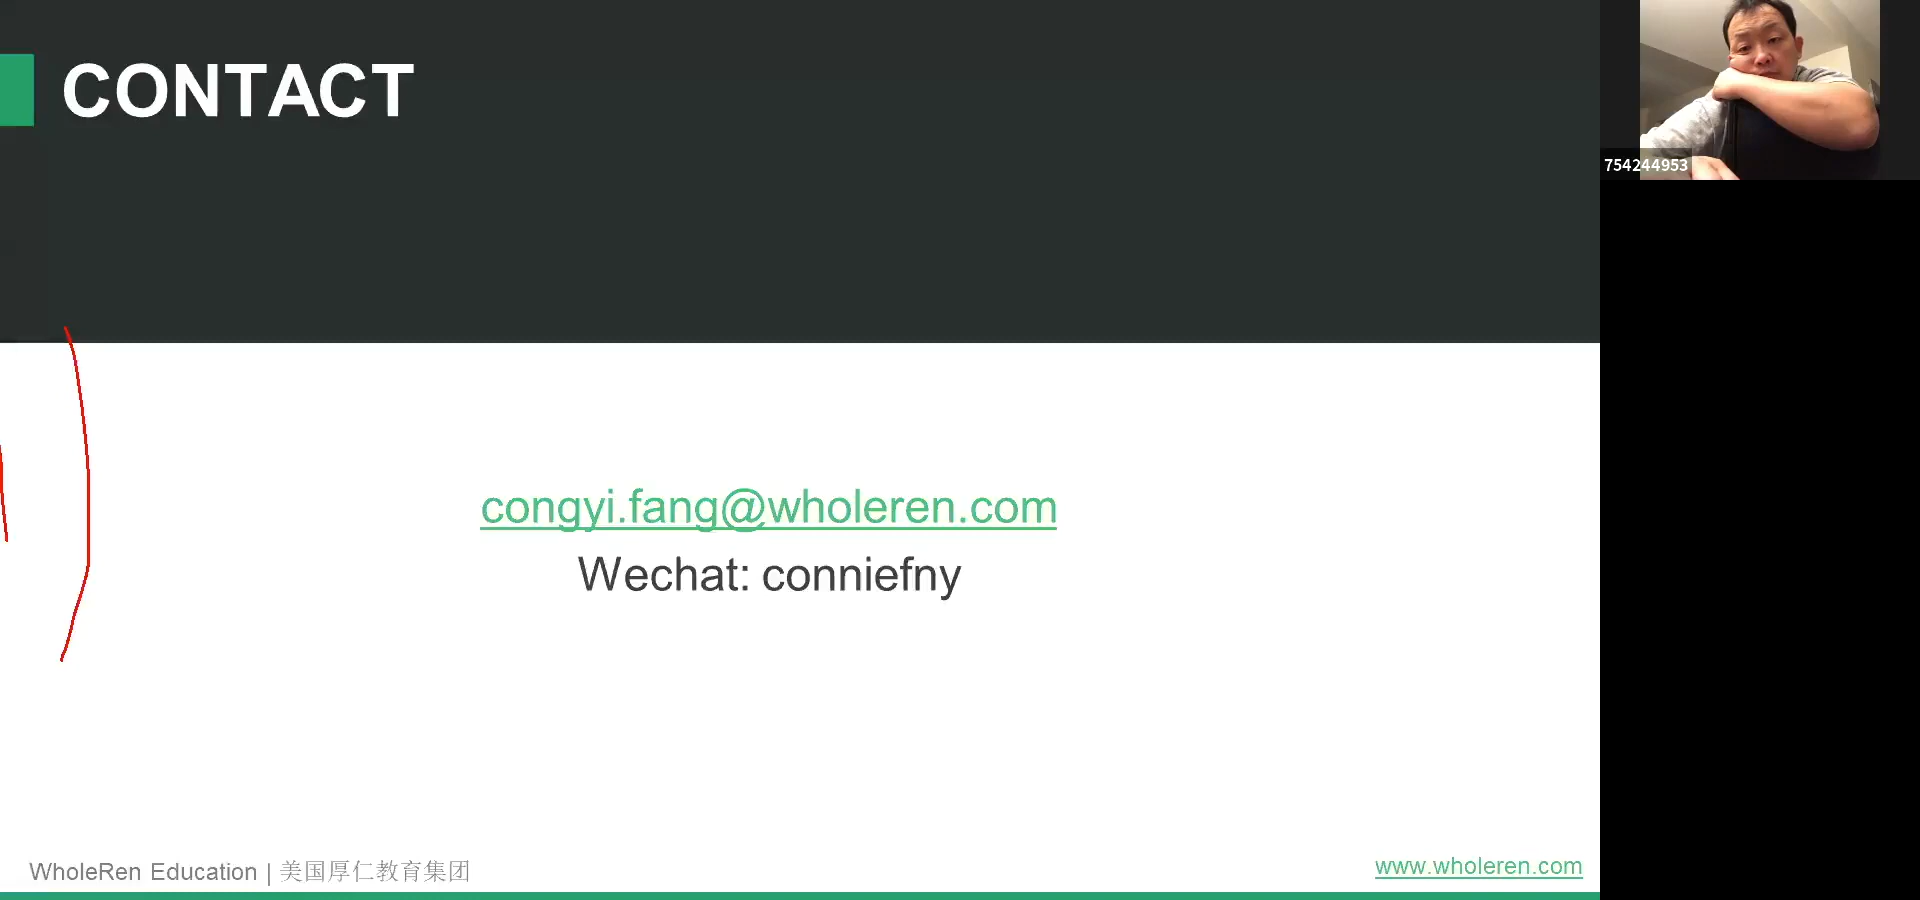 CONTACT
754244953
congyi.fang@wholeren.com
Wechat: conniefny
WholeRen Education | 美国厚仁教育集团
www.wholeren.com